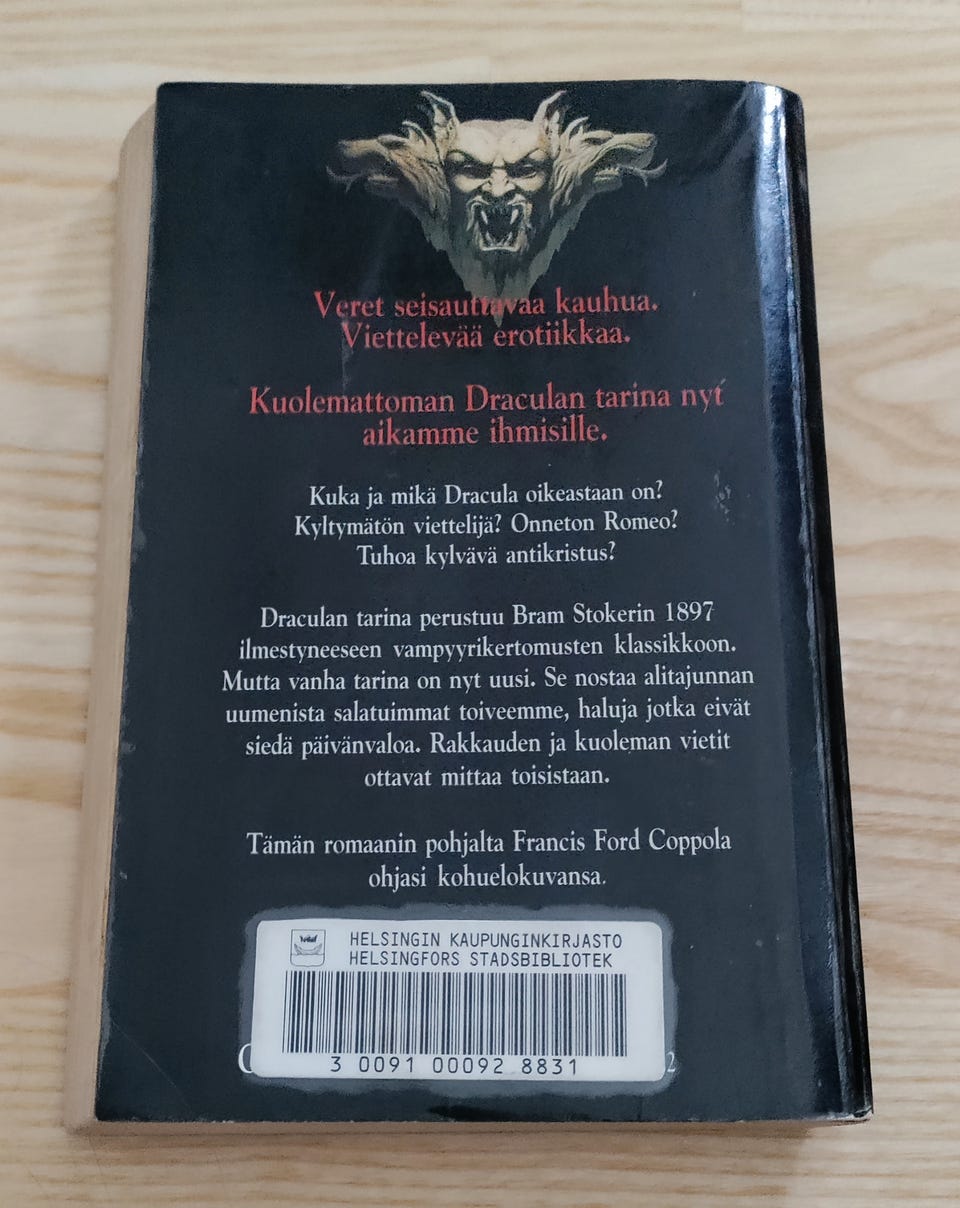 Veret seisauttavaa kauhua.
Viettelevää erotiikkaa.
Kuolemattoman Draculan tarina nyt
aikamme ihmisille.
Kuka ja mikä Dracula oikeastaan on?
Kyltymätön viettelijä? Onneton Romeo?
Tuhoa kylvävä antikristus?
Draculan tarina perustuu Bram Stokerin 1897
ilmestyneeseen vampyyrikertomusten klassikkoon.
Mutta vanha tarina on nyt uusi. Se nostaa alitajunnan
uumenista salatuimmat toiveemme, haluja jotka eivät
siedä päivänvaloa. Rakkauden ja kuoleman vietit
ottavat mittaa toisistaan.
Tämän romaanin pohjalta Francis Ford Coppola
ohjasi kohuelokuvansa.
HELSINGIN KAUPUNGINKIRJASTO
HELSINGFORS STADSBIBLIOTEK
3 0091 00092 8831